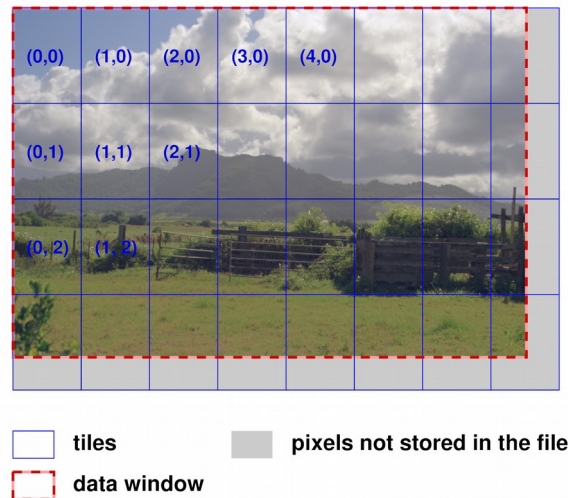 (0,0) (1,0) (2,0) (3,0) (4,0)
(0,1) (1,1) (2,1)
(0, 2) (1, 2)
tiles pixels not stored in the file
data window